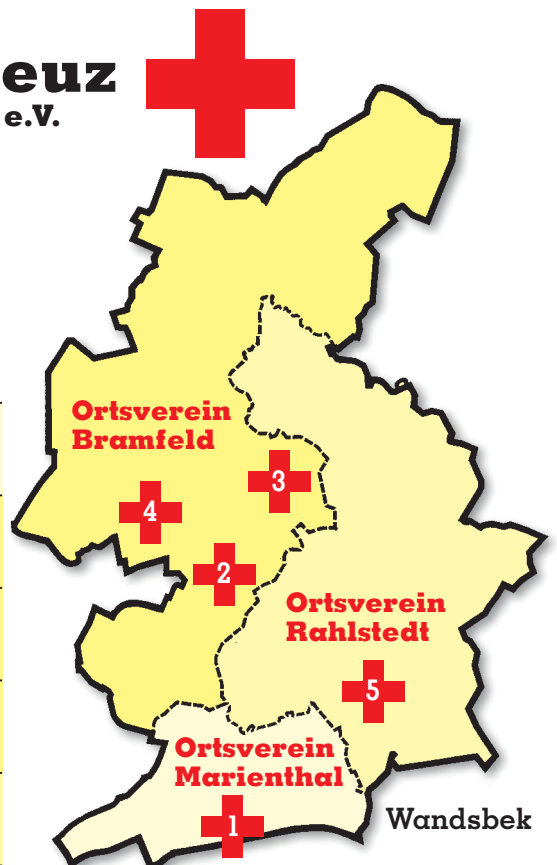 euz
e.V.
Ortsverein
Bramfeld
3
4
2
Ortsverein
Rahlstedt
5
Ortsverein
Marienthal
1
Wandsbek